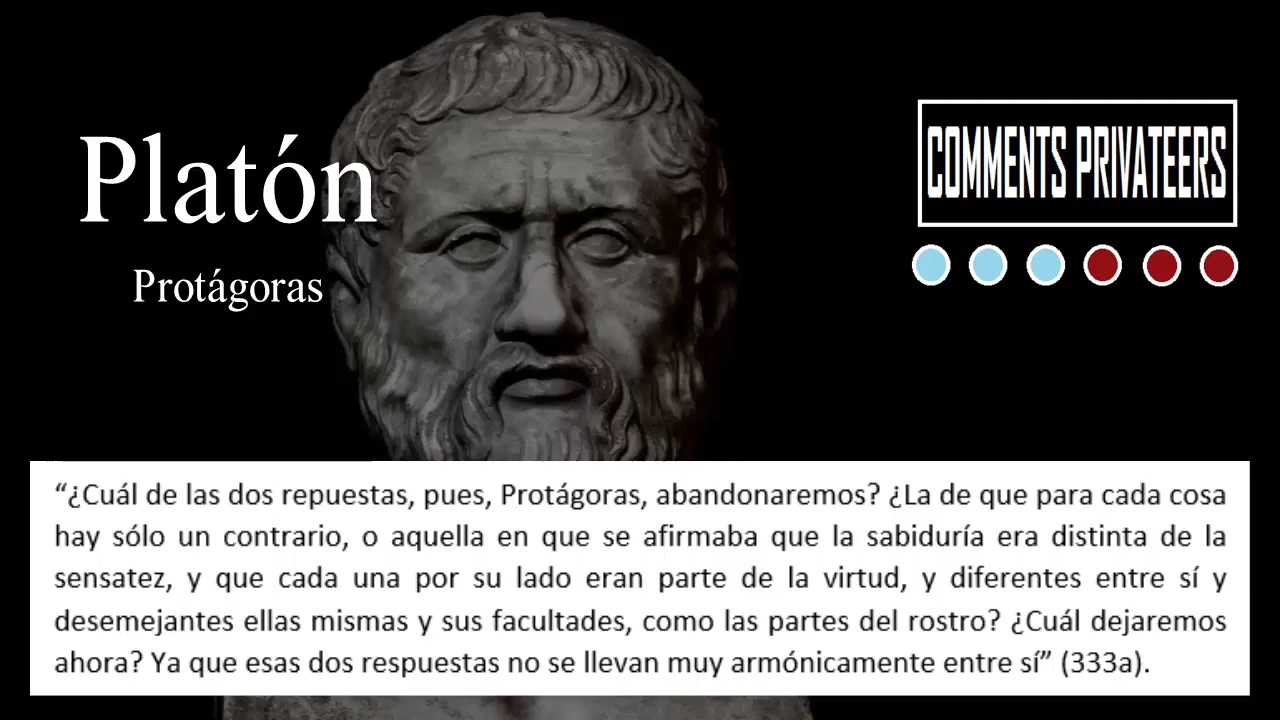 Platón
Protágoras
COMMENTS PRIVATEERS
“¿Cuál de las dos repuestas, pues, Protágoras, abandonaremos? ¿La de que para cada cosa
hay sólo un contrario, o aquella en que se afirmaba que la sabiduría era distinta de la
sensatez, y que cada una por su lado eran parte de la virtud, y diferentes entre sí y
desemejantes ellas mismas y sus facultades, como las partes del rostro? ¿Cuál dejaremos
ahora? Ya que esas dos respuestas no se llevan muy armónicamente entre sí” (333a).